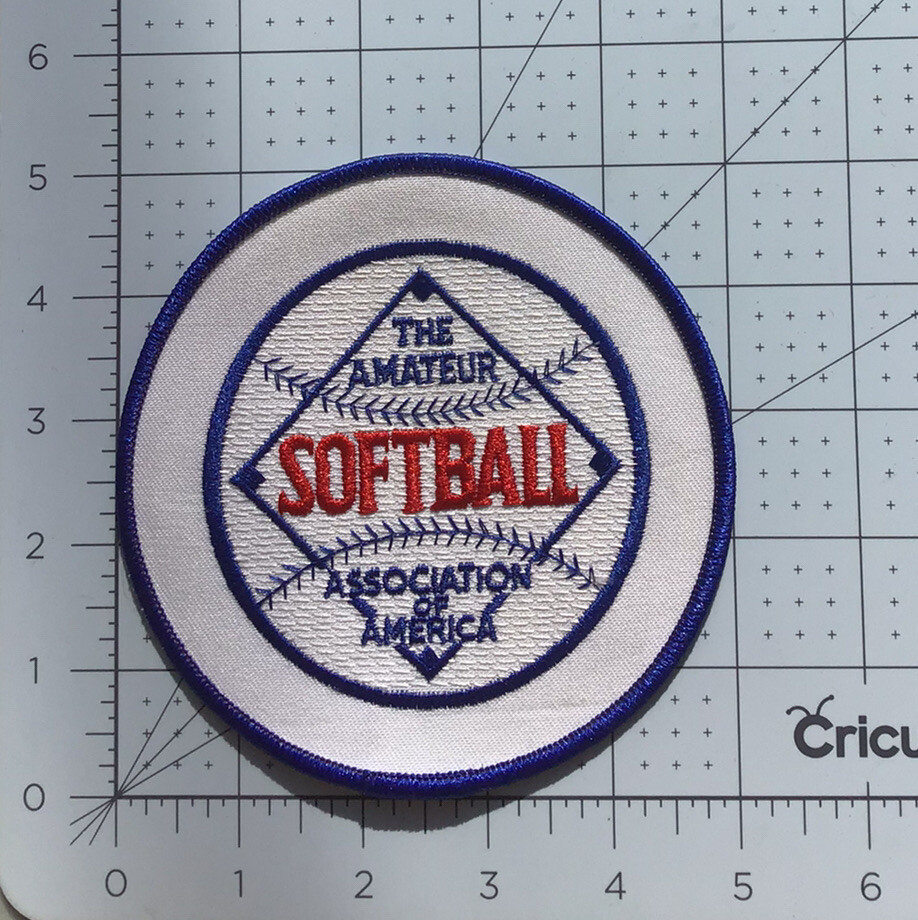 6
5
4
3
2
1
0
THE
AMATEUR
SOFTBALL
ASSOCIATION
OF
AMERICA
Cricu
0 1 2 3 4 5 6